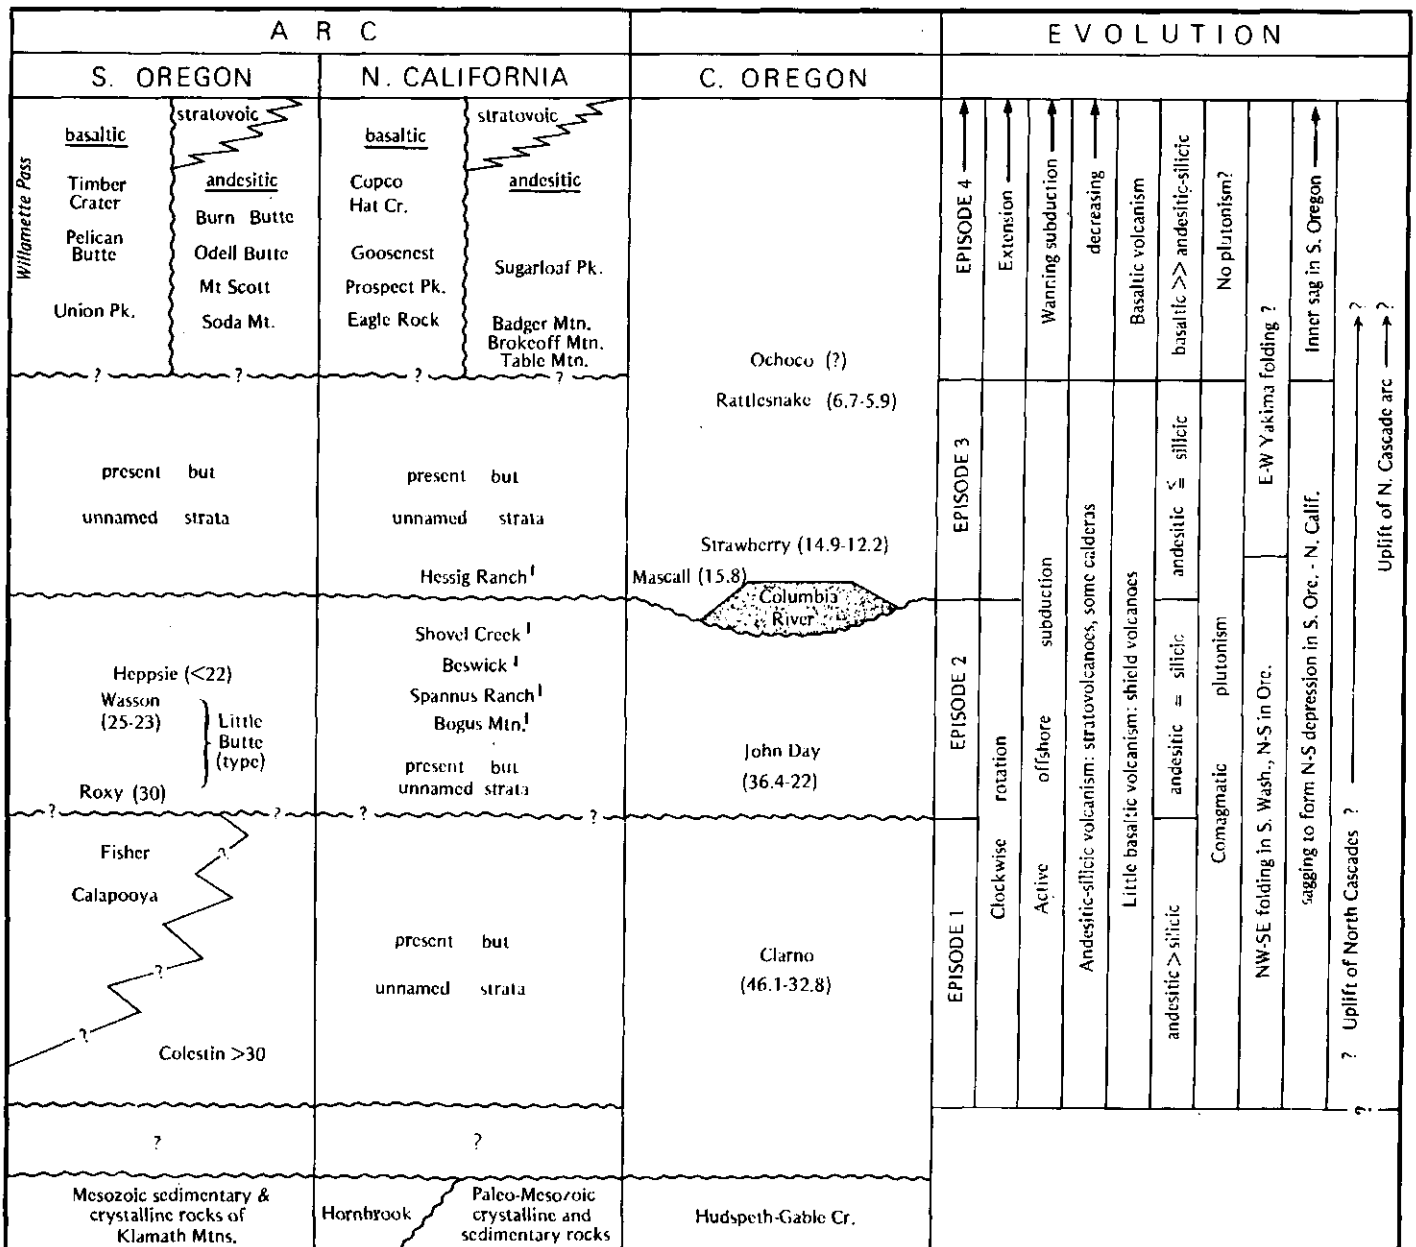 A R C
EVOLUTION
S. OREGON
N. CALIFORNIA
C. OREGON
Willamette Pass
basaltic
Timber
Crater
Pelican
Butte
Union Pk.
stratovolc
andesitic
Burn Butte
Odell Butte
Mt Scott
Soda Mt.
basaltic
Copco
Hat Cr.
Goosenest
Prospect Pk.
Eagle Rock
stratovolc
andesitic
Sugarloaf Pk.
Badger Mtn.
Brokeoff Mtn.
Table Mtn.
? ? ? ?
present but
unnamed strata
present but
unnamed strata
Hessig Ranch
Ochoco (?)
Rattlesnake (6.7-5.9)
Strawberry (14.9-12.2)
Mascall (15.8)
Columbia
River
Heppsie (<22)
Wasson
(25-23)
Little
Butte
(type)
Roxy (30)
Shovel Creek
Beswick
Spannus Ranch
Bogus Mtn.
present but
unnamed strata
John Day
(36.4-22)
? ? ? ?
Fisher
?
Calapooya
?
?
Colestin >30
present but
unnamed strata
Clarno
(46.1-32.8)
?
?
Mesozoic sedimentary &
crystalline rocks of
Klamath Mtns.
Hornbrook
Paleo-Mesozoic
crystalline and
sedimentary rocks
Hudspeth-Gable Cr.
EPISODE 4
EPISODE 3
EPISODE 2
EPISODE 1
Extension
Clockwise rotation
Wanning subduction
Active offshore subduction
decreasing
Andesitic-silicic volcanism: stratovolcanoes, some calderas
Basaltic volcanism
Little basaltic volcanism: shield volcanoes
basaltic >> andesitic-silicic
andesitic ≤ silicic
andesitic = silicic
andesitic > silicic
No plutonism?
Comagmatic plutonism
E-W Yakima folding ?
NW-SE folding in S. Wash., N-S in Ore.
Inner sag in S. Oregon
sagging to form N-S depression in S. Ore. - N. Calif.
? Uplift of North Cascades ? ?
Uplift of N. Cascade arc ?
?